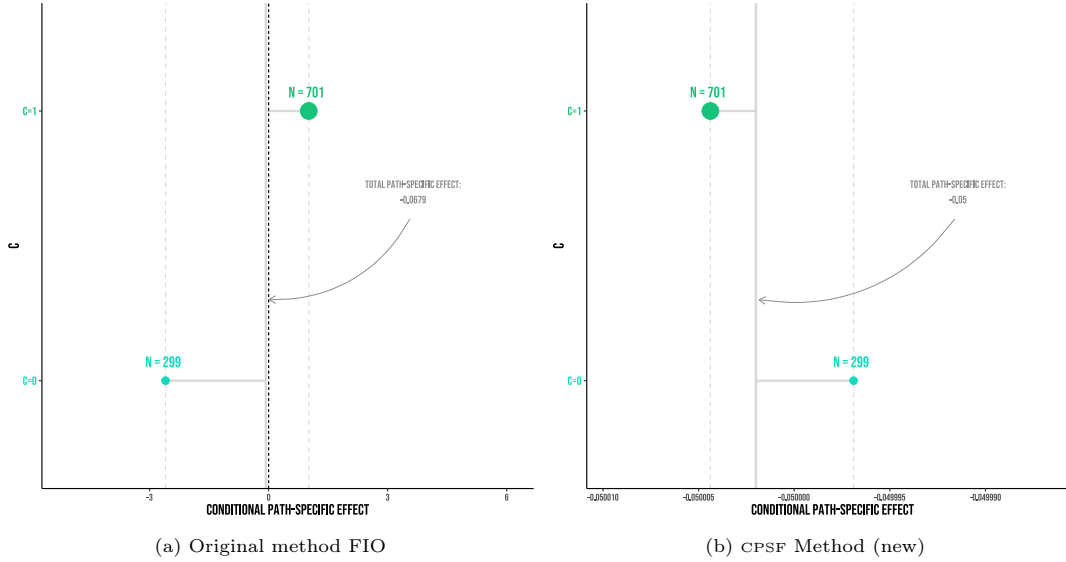 N = 701
C=1
TOTAL PATH-SPECIFIC EFFECT:
-0.0679
C
N = 299
C=0
-3 0 3 6
CONDITIONAL PATH-SPECIFIC EFFECT
(a) Original method FIO
N = 701
C=1
TOTAL PATH-SPECIFIC EFFECT:
-0.05
C
N = 299
C=0
-0.050010 -0.050005 -0.050000 -0.049995 -0.049990
CONDITIONAL PATH-SPECIFIC EFFECT
(b) CPSF Method (new)